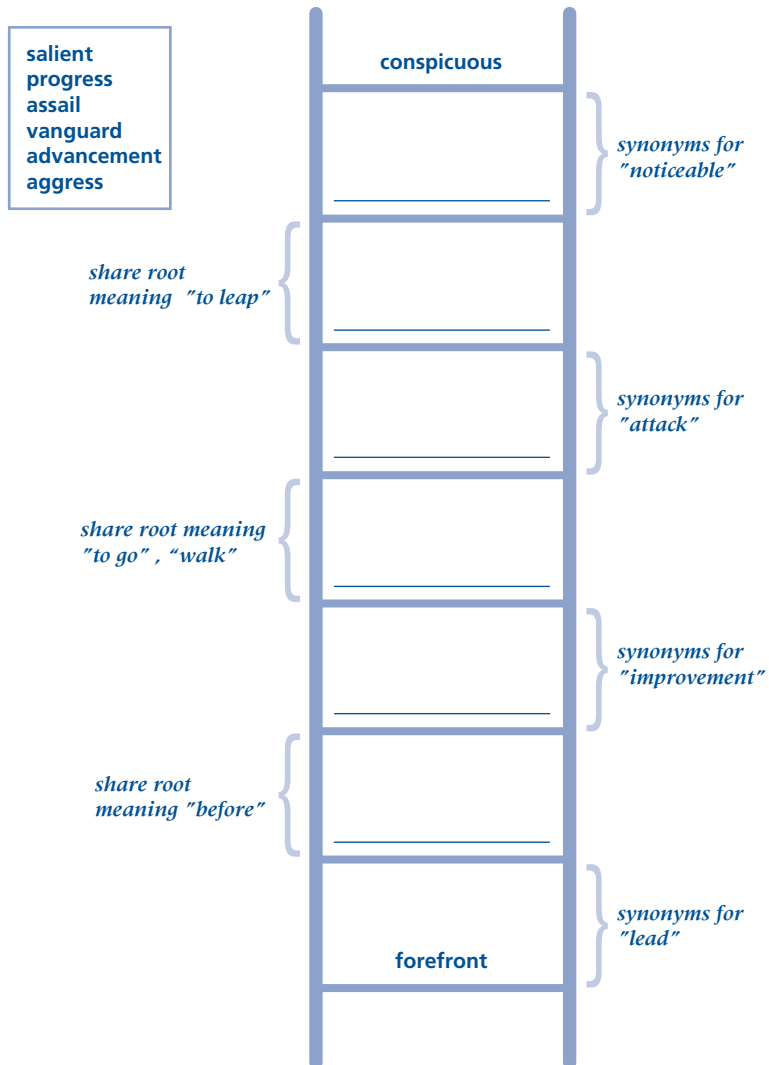 salient
progress
assail
vanguard
advancement
aggress
conspicuous
synonyms for
"noticeable"
share root
meaning "to leap"
synonyms for
"attack"
share root meaning
"to go" , “walk"
synonyms for
"improvement"
share root
meaning "before"
synonyms for
"lead"
forefront